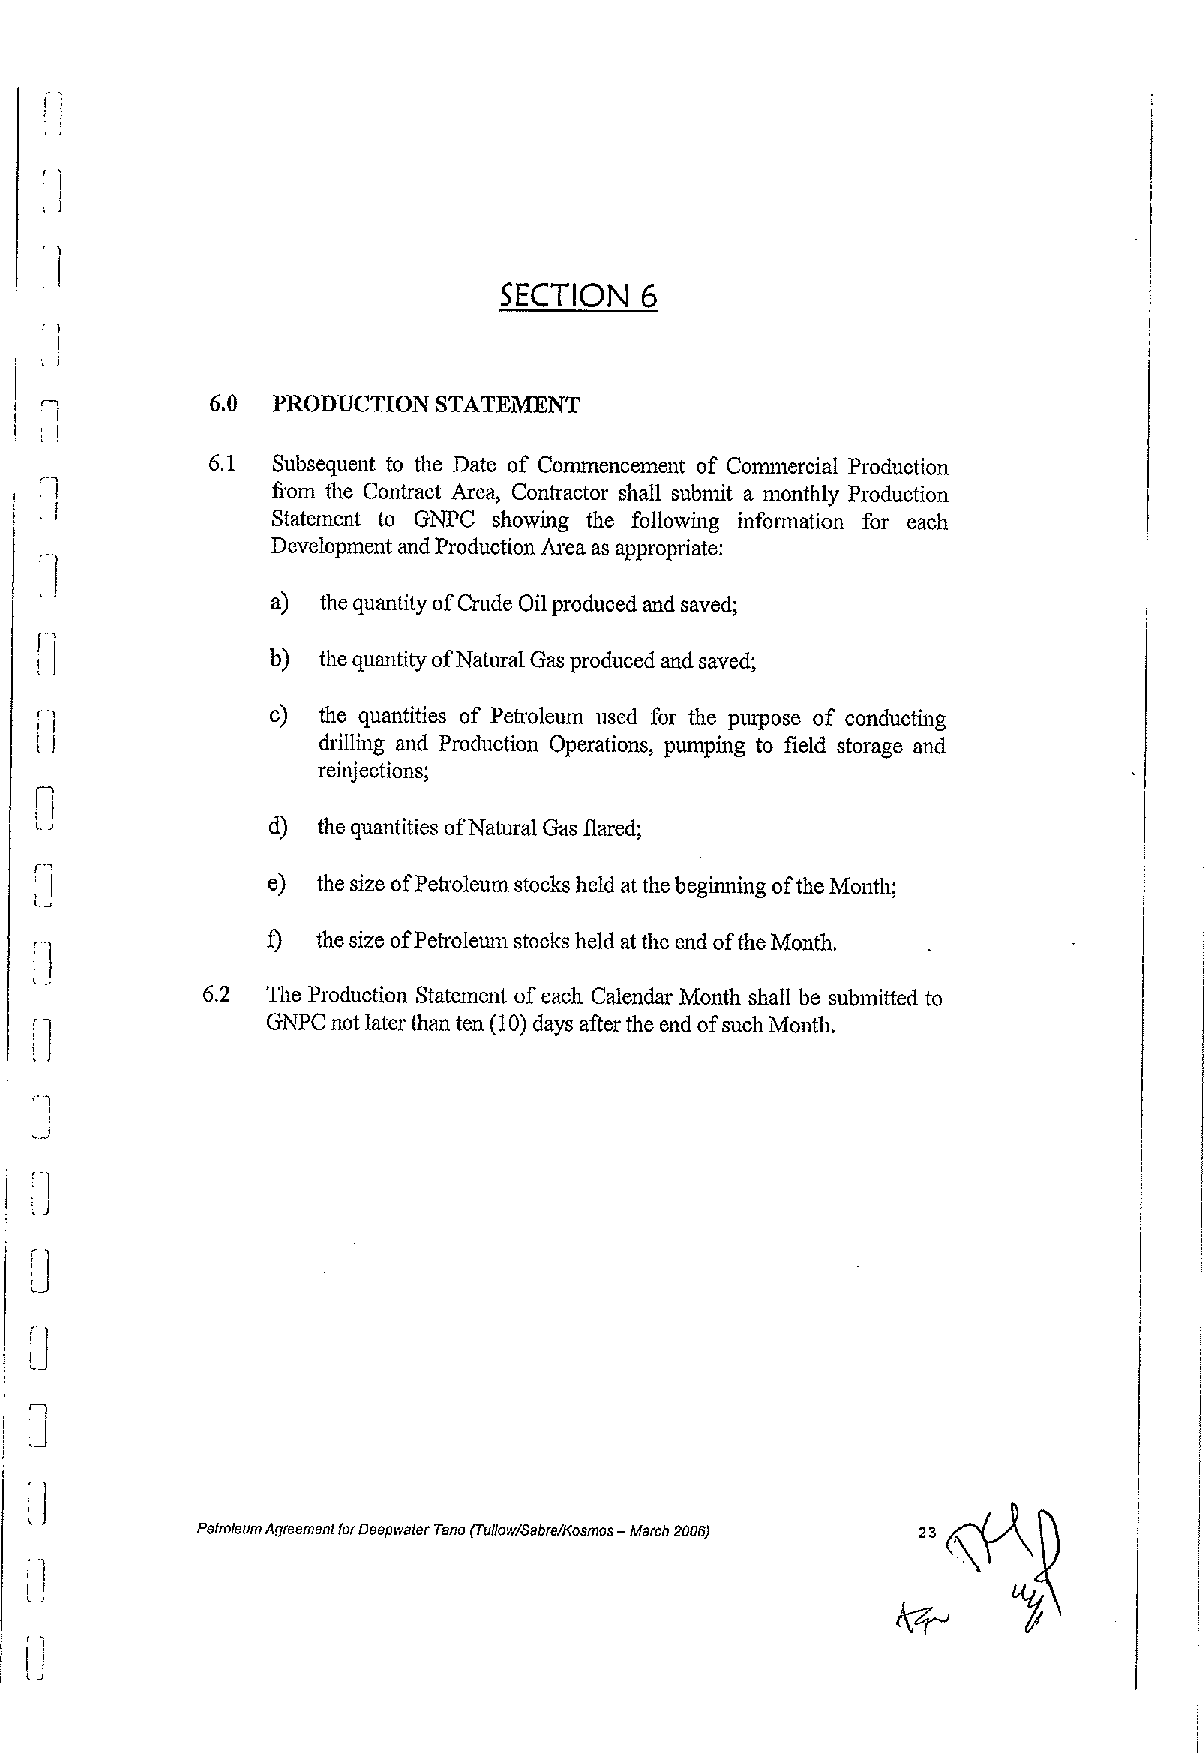 SECTION 6
6.0 PRODUCTION STATEMENT
6.1 Subsequent to the Date of Commencement of Commercial Production
from the Contract Area, Contractor shall submit a monthly Production
Statement to GNPC showing the following information for each
Development and Production Area as appropriate:
a) the quantity of Crude Oil produced and saved;
b) the quantity of Natural Gas produced and saved;
c) the quantities of Petroleum used for the purpose of conducting
drilling and Production Operations, pumping to field storage and
reinjections;
d) the quantities of Natural Gas flared;
e) the size of Petroleum stocks held at the beginning of the Month;
f) the size of Petroleum stocks held at the end of the Month.
6.2 The Production Statement of each Calendar Month shall be submitted to
GNPC not later than ten (10) days after the end of such Month.
Petroleum Agreement for Deepwater Tano (Tullow/Sabre/Kosmos – March 2006) 23